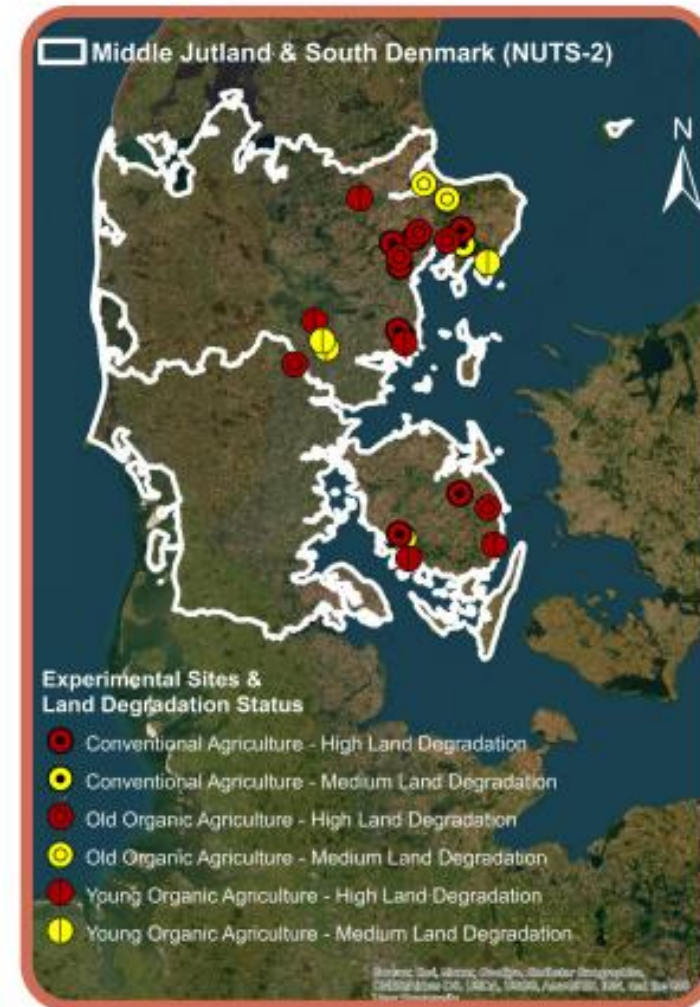 Middle Jutland & South Denmark (NUTS-2)
N
Experimental Sites &
Land Degradation Status
Conventional Agriculture - High Land Degradation
Conventional Agriculture - Medium Land Degradation
Old Organic Agriculture - High Land Degradation
Old Organic Agriculture - Medium Land Degradation
Young Organic Agriculture - High Land Degradation
Young Organic Agriculture - Medium Land Degradation